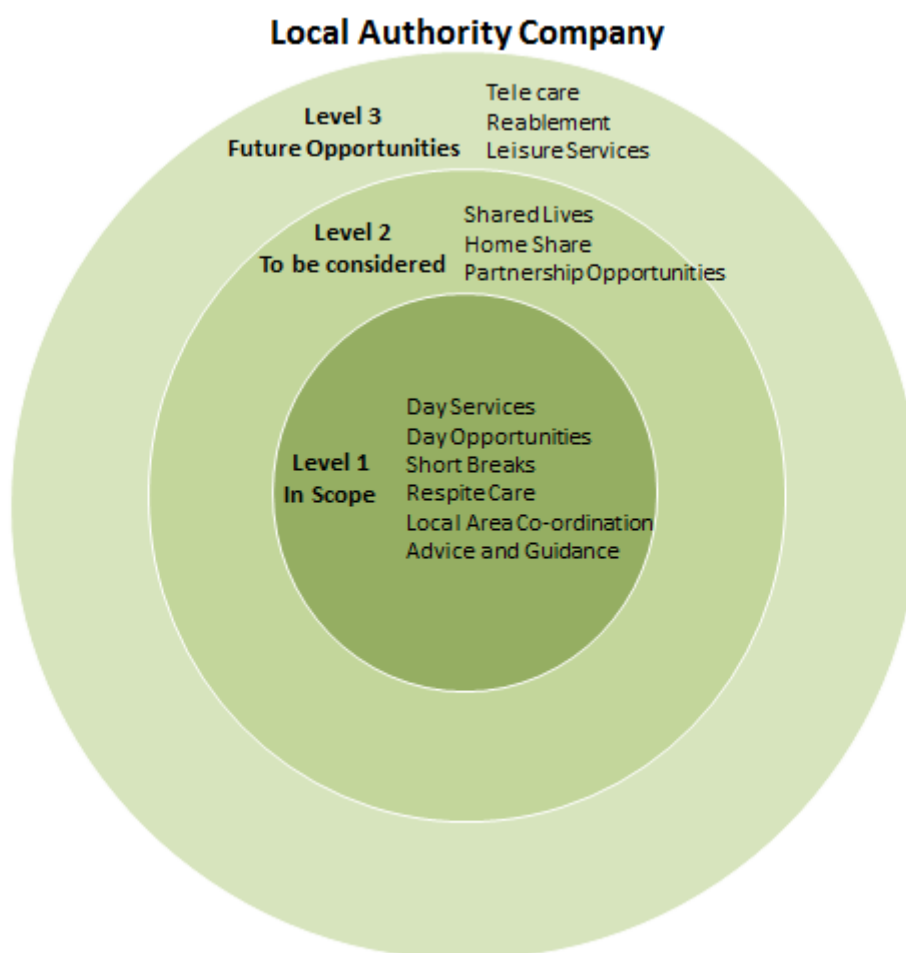 Local Authority Company
Level 3
Future Opportunities
Tele care
Reablement
Leisure Services
Level 2
To be considered
Shared Lives
Home Share
Partnership Opportunities
Level 1
In Scope
Day Services
Day Opportunities
Short Breaks
Respite Care
Local Area Co-ordination
Advice and Guidance